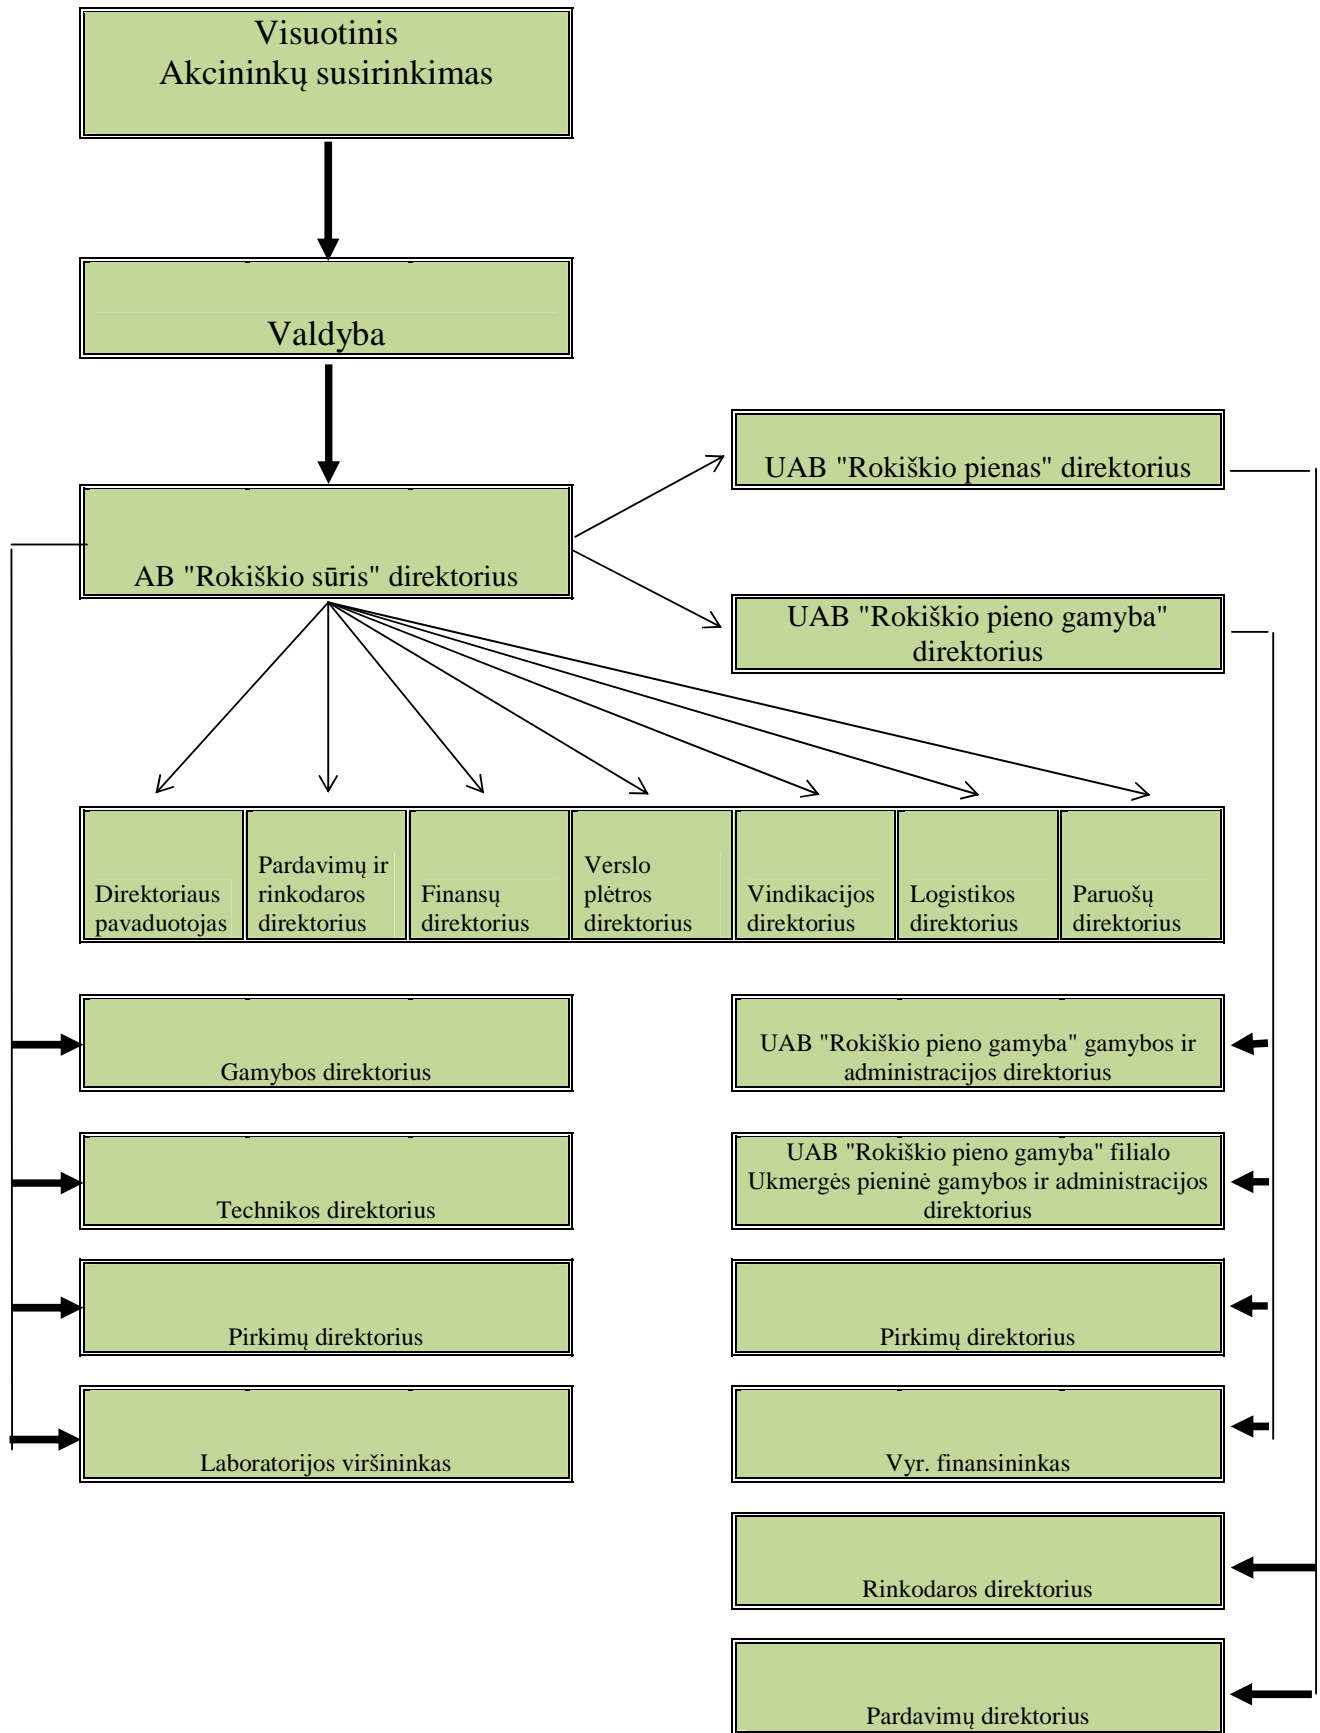 Visuotinis
Akcininkų susirinkimas
Valdyba
UAB "Rokiškio pienas" direktorius
AB "Rokiškio sūris" direktorius
UAB "Rokiškio pieno gamyba"
direktorius
Direktoriaus
pavaduotojas
Pardavimų ir
rinkodaros
direktorius
Finansų
direktorius
Verslo
plėtros
direktorius
Vindikacijos
direktorius
Logistikos
direktorius
Paruošų
direktorius
Gamybos direktorius
UAB "Rokiškio pieno gamyba" gamybos ir
administracijos direktorius
Technikos direktorius
UAB "Rokiškio pieno gamyba" filialo
Ukmergės pieninė gamybos ir administracijos
direktorius
Pirkimų direktorius
Pirkimų direktorius
Laboratorijos viršininkas
Vyr. finansininkas
Rinkodaros direktorius
Pardavimų direktorius